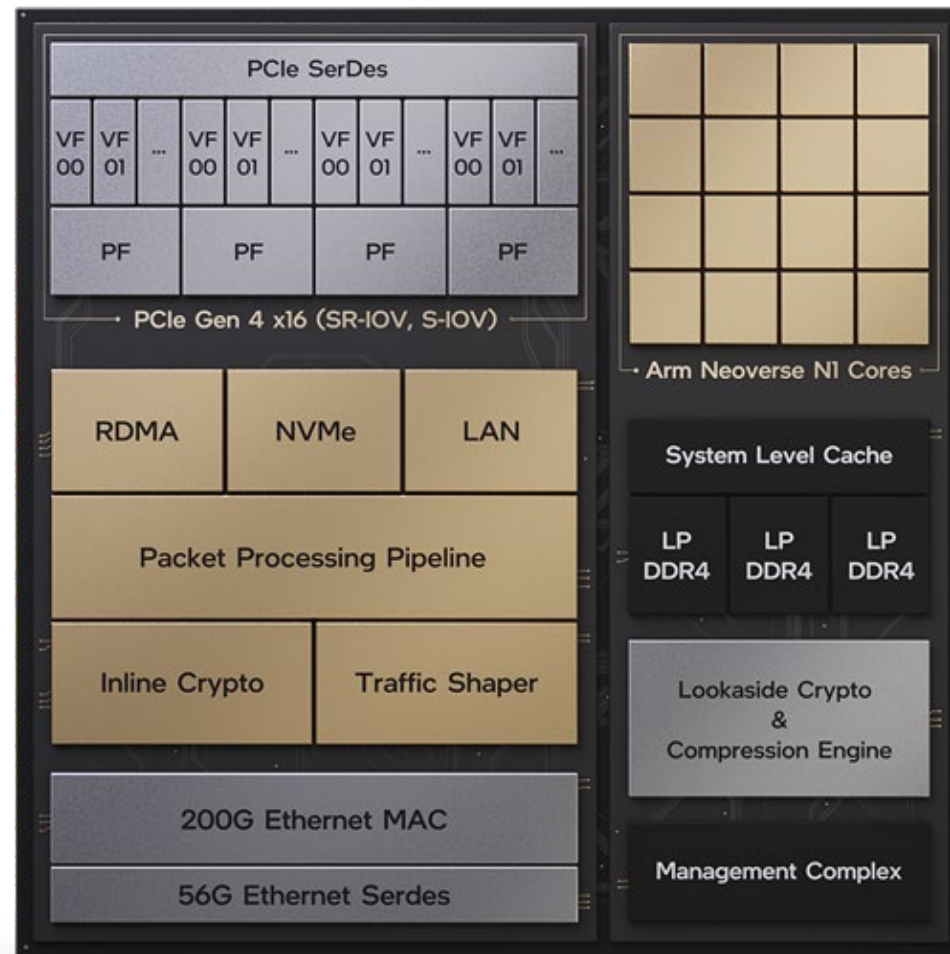 PCIe SerDes
VF 00 VF 01 ... VF 00 VF 01 ... VF 00 VF 01 ... VF 00 VF 01 ...
PF PF PF PF
PCIe Gen 4 x16 (SR-IOV, S-IOV)
RDMA NVMe LAN
Packet Processing Pipeline
Inline Crypto Traffic Shaper
200G Ethernet MAC
56G Ethernet Serdes
Arm Neoverse N1 Cores
System Level Cache
LP LP LP
DDR4 DDR4 DDR4
Lookaside Crypto
&
Compression Engine
Management Complex